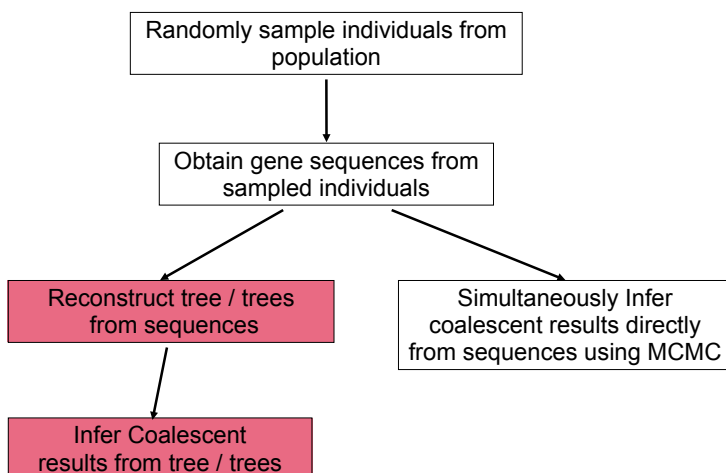 Randomly sample individuals from
population
Obtain gene sequences from
sampled individuals
Reconstruct tree / trees
from sequences
Simultaneously Infer
coalescent results directly
from sequences using MCMC
Infer Coalescent
results from tree / trees